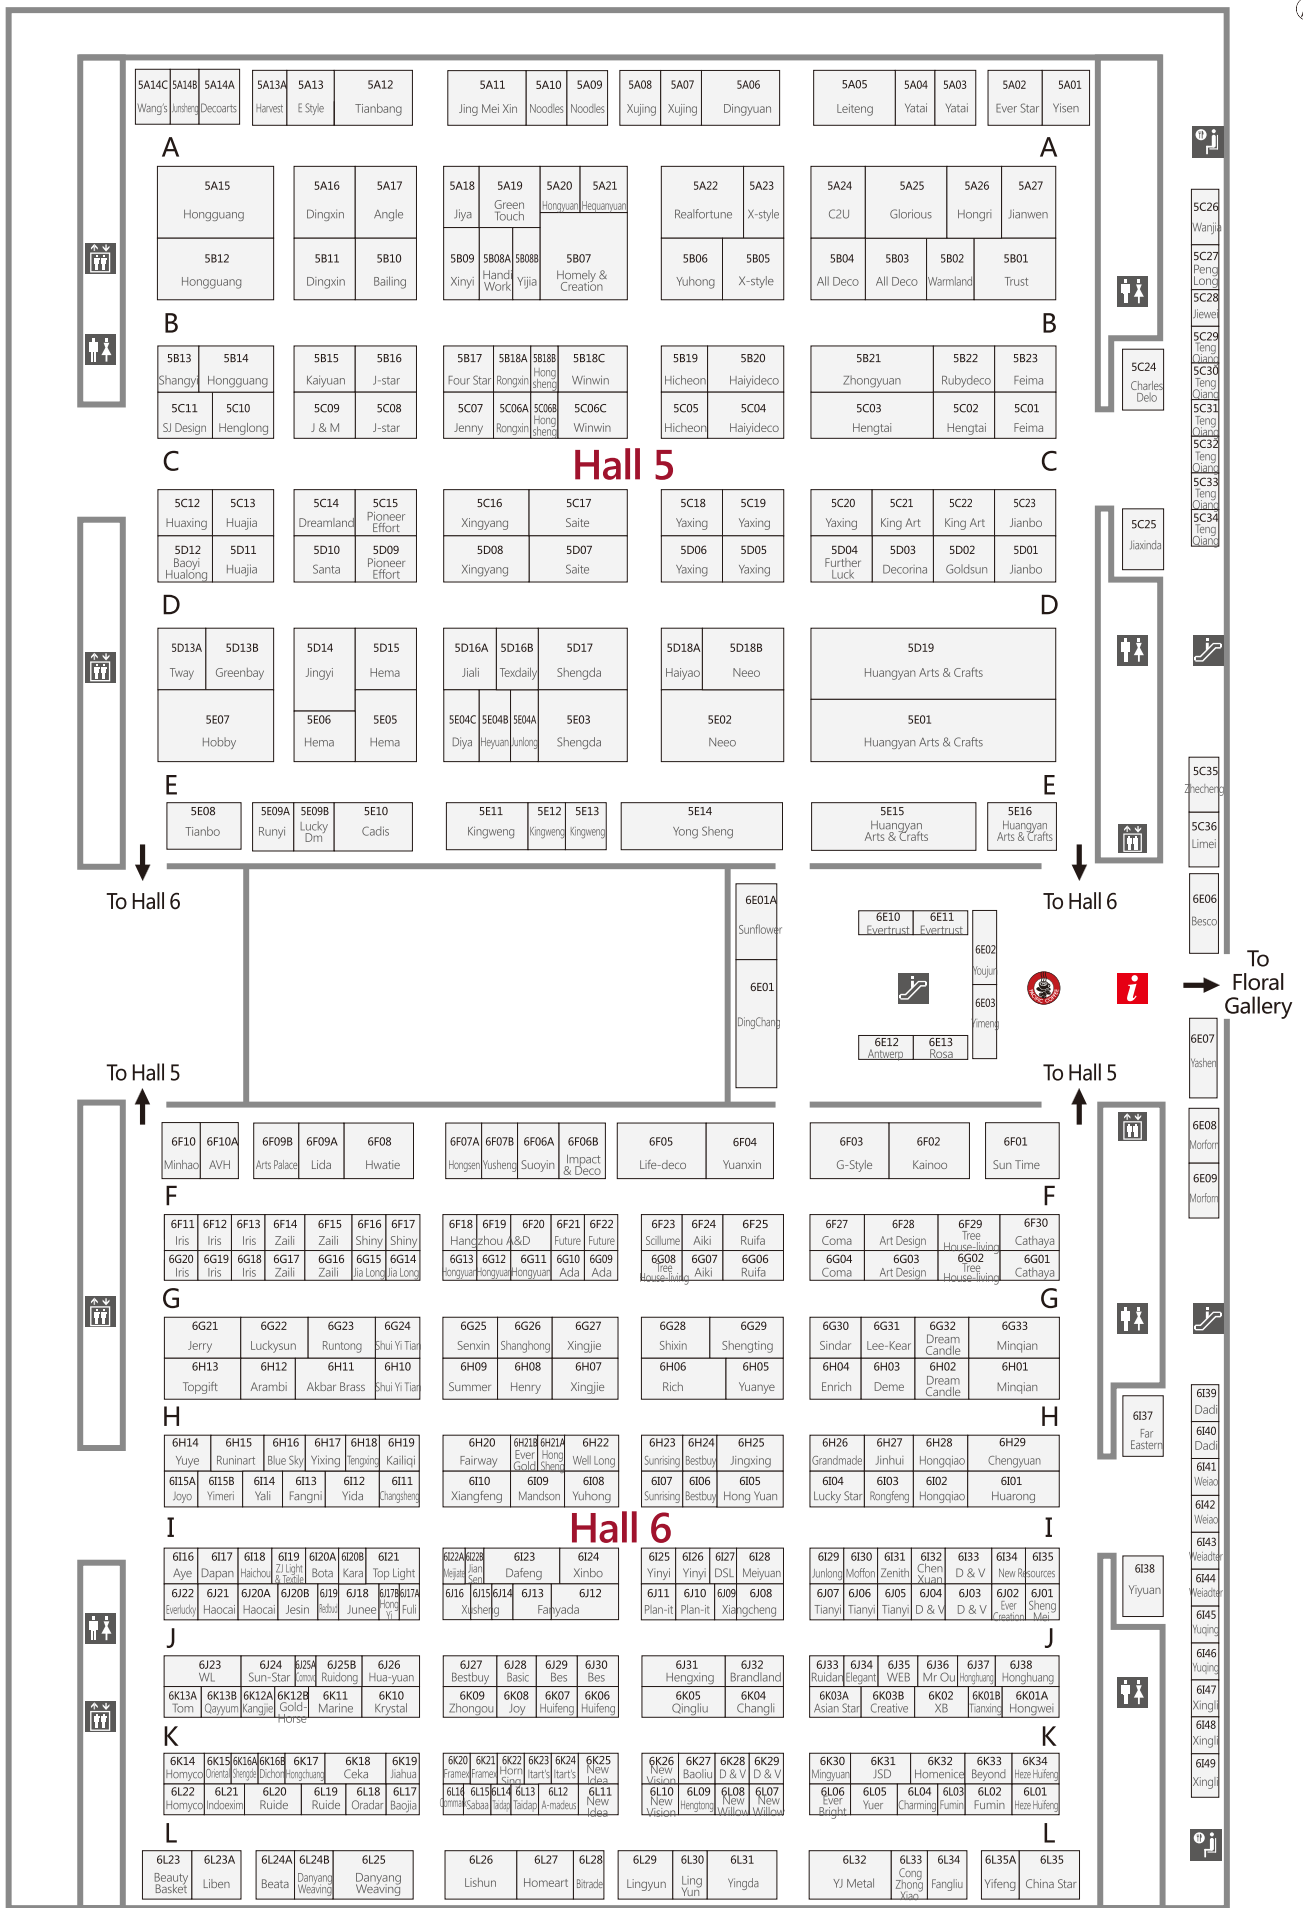 5A14C 5A14B 5A14A 5A13A 5A13 5A12 5A11 5A10 5A09 5A08 5A07 5A06 5A05 5A04 5A03 5A02 5A01
Wang's Junsheng Decoarts Harvest E Style Tianbang Jing Mei Xin Noodles Noodles Xujing Xujing Dingyuan Leiteng Yatai Yatai Ever Star Yisen
A A
5A15 5A16 5A17 5A18 5A19 5A20 5A21 5A22 5A23 5A24 5A25 5A26 5A27
Hongguang Dingxin Angle Jiya Green Touch Hongyuan Hequanyuan Realfortune X-style C2U Glorious Hongri Jianwen
5B12 5B11 5B10 5B09 5B08A 5B08B 5B07 5B06 5B05 5B04 5B03 5B02 5B01
Hongguang Dingxin Bailing Xinyi Handi Work Yijia Homely & Creation Yuhong X-style All Deco All Deco Warmland Trust
B B
5B13 5B14 5B15 5B16 5B17 5B18A 5B18B 5B18C 5B19 5B20 5B21 5B22 5B23
Shangyi Hongguang Kaiyuan J-star Four Star Rongxin Hong sheng Winwin Hicheon Haiyideco Zhongyuan Rubydeco Feima
5C11 5C10 5C09 5C08 5C07 5C06A 5C06B 5C06C 5C05 5C04 5C03 5C02 5C01
SJ Design Henglong J & M J-star Jenny Rongxin Hong sheng Winwin Hicheon Haiyideco Hengtai Hengtai Feima
C Hall 5 C
5C12 5C13 5C14 5C15 5C16 5C17 5C18 5C19 5C20 5C21 5C22 5C23
Huaxing Huajia Dreamland Pioneer Effort Xingyang Saite Yaxing Yaxing Yaxing King Art King Art Jianbo
5D12 5D11 5D10 5D09 5D08 5D07 5D06 5D05 5D04 5D03 5D02 5D01
Baoyi Hualong Huajia Santa Pioneer Effort Xingyang Saite Yaxing Yaxing Further Luck Decorina Goldsun Jianbo
D D
5D13A 5D13B 5D14 5D15 5D16A 5D16B 5D17 5D18A 5D18B 5D19
Tway Greenbay Jingyi Hema Jiali Texdaily Shengda Haiyao Neeo Huangyan Arts & Crafts
5E07 5E06 5E05 5E04C 5E04B 5E04A 5E03 5E02 5E01
Hobby Hema Hema Diya Heyuan Junlong Shengda Neeo Huangyan Arts & Crafts
E E
5E08 5E09A 5E09B 5E10 5E11 5E12 5E13 5E14 5E15 5E16
Tianbo Runyi Lucky Dm Cadis Kingweng Kingweng Kingweng Yong Sheng Huangyan Arts & Crafts Huangyan Arts & Crafts
5C24 Charles Delo
5C25 Jiaxinda
5C26 Wanjia
5C27 Peng Long
5C28 Jiewei
5C29 Teng Qiang
5C30 Teng Qiang
5C31 Teng Qiang
5C32 Teng Qiang
5C33 Teng Qiang
5C34 Teng Qiang
5C35 Zhecheng
5C36 Limei
To Hall 6 To Hall 6
6E01A Sunflower
6E01 DingChang
6E10 Evertrust 6E11 Evertrust
6E02 Youjun
6E03 Yimeng
6E12 Antwerp 6E13 Rosa
6E06 Besco
To
Floral
Gallery
6E07 Yashen
6E08 Morforn
6E09 Morforn
To Hall 5 To Hall 5
6F10 6F10A 6F09B 6F09A 6F08 6F07A 6F07B 6F06A 6F06B 6F05 6F04 6F03 6F02 6F01
Minhao AVH Arts Palace Lida Hwatie Hongsen Yusheng Suoyin Impact & Deco Life-deco Yuanxin G-Style Kainoo Sun Time
F F
6F11 6F12 6F13 6F14 6F15 6F16 6F17 6F18 6F19 6F20 6F21 6F22 6F23 6F24 6F25 6F27 6F28 6F29 6F30
Iris Iris Iris Zaili Zaili Shiny Shiny Hangzhou A&D Future Future Scillume Aiki Ruifa Coma Art Design Tree House-living Cathaya
6G20 6G19 6G18 6G17 6G16 6G15 6G14 6G13 6G12 6G11 6G10 6G09 6G08 6G07 6G06 6G04 6G03 6G02 6G01
Iris Iris Iris Zaili Zaili Jia Long Jia Long Hongyuan Hongyuan Hongyuan Ada Ada Tree House-living Aiki Ruifa Coma Art Design Tree House-living Cathaya
G G
6G21 6G22 6G23 6G24 6G25 6G26 6G27 6G28 6G29 6G30 6G31 6G32 6G33
Jerry Luckysun Runtong Shui Yi Tian Senxin Shanghong Xingjie Shixin Shengting Sindar Lee-Kear Dream Candle Minqian
6H13 6H12 6H11 6H10 6H09 6H08 6H07 6H06 6H05 6H04 6H03 6H02 6H01
Topgift Arambi Akbar Brass Shui Yi Tian Summer Henry Xingjie Rich Yuanye Enrich Deme Dream Candle Minqian
H H
6H14 6H15 6H16 6H17 6H18 6H19 6H20 6H21B 6H21A 6H22 6H23 6H24 6H25 6H26 6H27 6H28 6H29
Yuye Runinart Blue Sky Yixing Tengxing Kailiqi Fairway Ever Gold Hong Sheng Well Long Sunrising Bestbuy Jingxing Grandmade Jinhui Hongqiao Chengyuan
6I15A 6I15B 6I14 6I13 6I12 6I11 6I10 6I09 6I08 6I07 6I06 6I05 6I04 6I03 6I02 6I01
Joyo Yimeri Yali Fangni Yida Changsheng Xiangfeng Mandson Yuhong Sunrising Bestbuy Hong Yuan Lucky Star Rongfeng Hongqiao Huarong
I Hall 6 I
6I16 6I17 6I18 6I19 6I20A 6I20B 6I21 6I22A 6I22B 6I23 6I24 6I25 6I26 6I27 6I28 6I29 6I30 6I31 6I32 6I33 6I34 6I35
Aye Dapan Haichou ZJ Light & Textile Bota Kara Top Light Meijiate Jian Sen Dafeng Xinbo Yinyi Yinyi DSL Meiyuan Junlong Moffon Zenith Chen Xuan D & V New Resources
6J22 6J21 6J20A 6J20B 6J19 6J18 6J17B 6J17A 6J16 6J15 6J14 6J13 6J12 6J11 6J10 6J09 6J08 6J07 6J06 6J05 6J04 6J03 6J02 6J01
Everlucky Haocai Haocai Jesin Redbud Junee Hong Yi Fuli Xusheng Fanyada Plan-it Plan-it Xiangcheng Tianyi Tianyi Tianyi D & V D & V Ever Creation Sheng Mei
J J
6J23 6J24 6J25A 6J25B 6J26 6J27 6J28 6J29 6J30 6J31 6J32 6J33 6J34 6J35 6J36 6J37 6J38
WL Sun-Star Ruidong Hua-yuan Bestbuy Basic Bes Bes Hengxing Brandland Ruidan Elegant WEB Mr Ou Honghuang Honghuang
6K13A 6K13B 6K12A 6K12B 6K11 6K10 6K09 6K08 6K07 6K06 6K05 6K04 6K03A 6K03B 6K02 6K01B 6K01A
Tom Qayyum Kangjie Gold-Horse Marine Krystal Zhongou Joy Huifeng Huifeng Qingliu Changli Asian Star Creative XB Tianxing Hongwei
K K
6K14 6K15 6K16A 6K16B 6K17 6K18 6K19 6K20 6K21 6K22 6K23 6K24 6K25 6K26 6K27 6K28 6K29 6K30 6K31 6K32 6K33 6K34
Homyco Oriental Shengde Dichon Hongchuang Ceka Jiahua Framex Framex Horn Sing Itart's Itart's New Idea New Vision Baoliu D & V D & V Mingyuan JSD Homenice Beyond Heze Huifeng
6L22 6L21 6L20 6L19 6L18 6L17 6L16 6L15 6L14 6L13 6L12 6L11 6L10 6L09 6L08 6L07 6L06 6L05 6L04 6L03 6L02 6L01
Homyco Indoexim Ruide Ruide Oradar Baojia Sabaa Taidap Taidap A-madeus New Idea New Vision Hengtong New Willow New Willow Ever Bright Yuer Charming Fumin Fumin Heze Huifeng
L L
6L23 6L23A 6L24A 6L24B 6L25 6L26 6L27 6L28 6L29 6L30 6L31 6L32 6L33 6L34 6L35A 6L35
Beauty Basket Liben Beata Danyang Weaving Danyang Weaving Lishun Homeart Bitrade Lingyun Ling Yun Yingda YJ Metal Cong Zhong Xiao Fangliu Yifeng China Star
6I37 Far Eastern
6I38 Yiyuan
6I39 Dadi
6I40 Dadi
6I41 Weiao
6I42 Weiao
6I43 Weiadter
6I44 Weiadter
6I45 Yuqing
6I46 Yuqing
6I47 Xingli
6I48 Xingli
6I49 Xingli